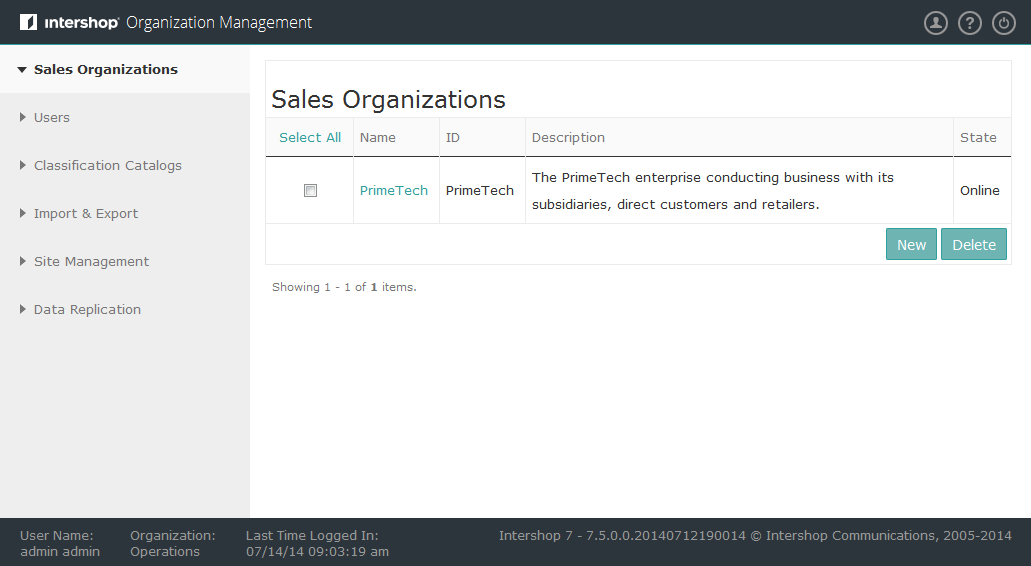 intershop® Organization Management
Sales Organizations
Users
Classification Catalogs
Import & Export
Site Management
Data Replication
Sales Organizations
Select All Name ID Description State
PrimeTech PrimeTech The PrimeTech enterprise conducting business with its
subsidiaries, direct customers and retailers. Online
New Delete
Showing 1 - 1 of 1 items.
User Name: Organization: Last Time Logged In: Intershop 7 - 7.5.0.0.20140712190014 © Intershop Communications, 2005-2014
admin admin Operations 07/14/14 09:03:19 am